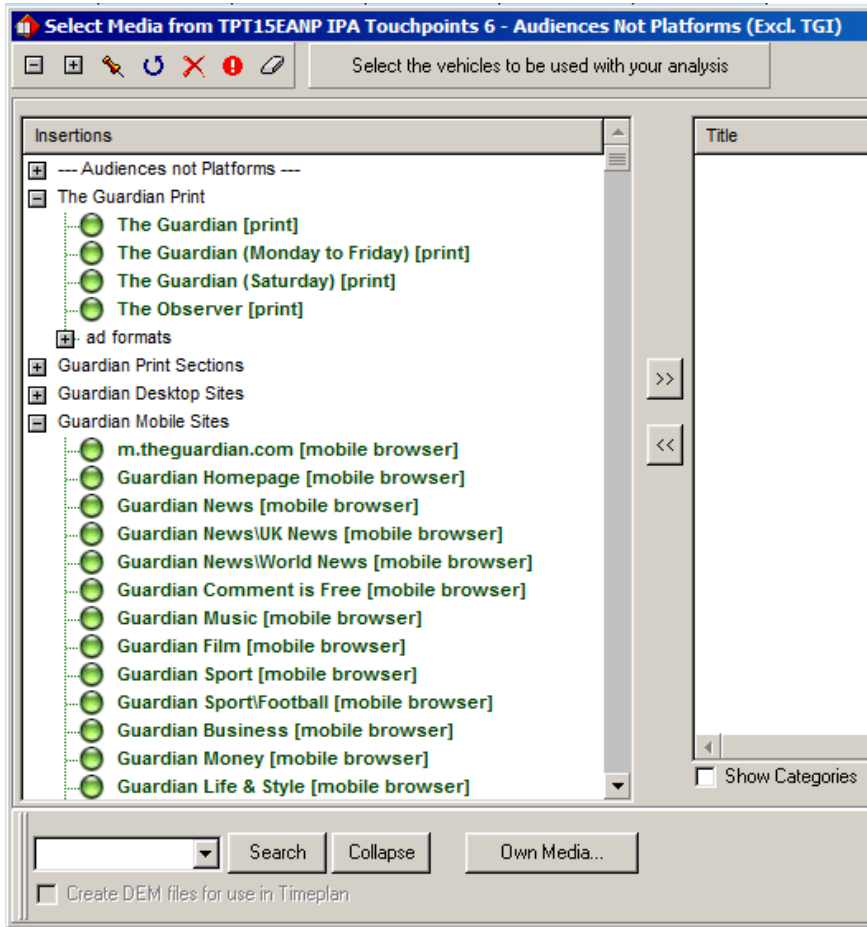 Select Media from TPT15EANP IPA Touchpoints 6 - Audiences Not Platforms (Excl. TGI)
Select the vehicles to be used with your analysis
Insertions
Title
--- Audiences not Platforms ---
The Guardian Print
The Guardian [print]
The Guardian (Monday to Friday) [print]
The Guardian (Saturday) [print]
The Observer [print]
ad formats
Guardian Print Sections
>>
Guardian Desktop Sites
Guardian Mobile Sites
<<
m.theguardian.com [mobile browser]
Guardian Homepage [mobile browser]
Guardian News [mobile browser]
Guardian News\UK News [mobile browser]
Guardian News\World News [mobile browser]
Guardian Comment is Free [mobile browser]
Guardian Music [mobile browser]
Guardian Film [mobile browser]
Guardian Sport [mobile browser]
Guardian Sport\Football [mobile browser]
Guardian Business [mobile browser]
Guardian Money [mobile browser]
Guardian Life & Style [mobile browser]
Show Categories
Search
Collapse
Own Media...
Create DEM files for use in Timeplan